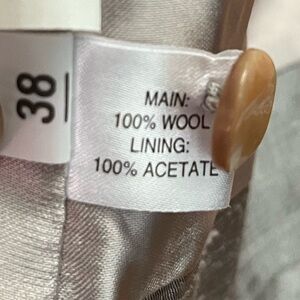 38
MAIN:
100% WOOL
LINING:
100% ACETATE